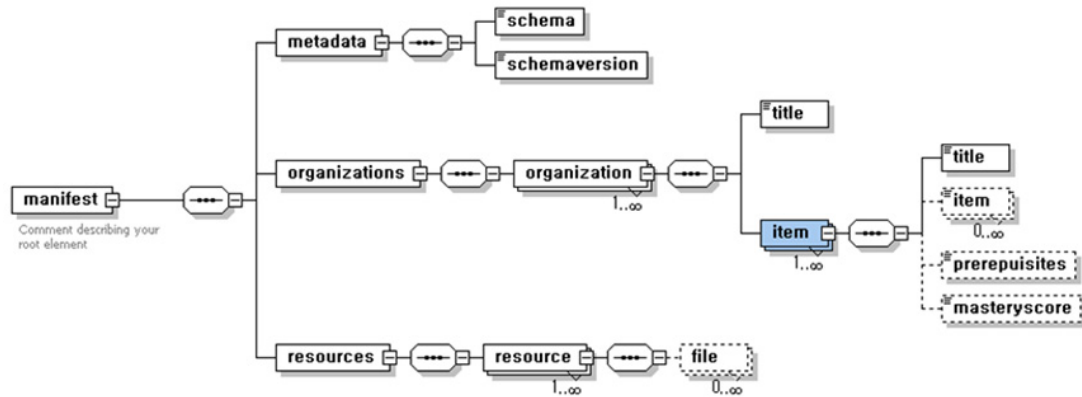 schema
metadata
schemaversion
title
organizations
organization
1..∞
title
manifest
Comment describing your
root element
item
0..∞
item
1..∞
prerepuisites
masteryscore
resources
resource
1..∞
file
0..∞